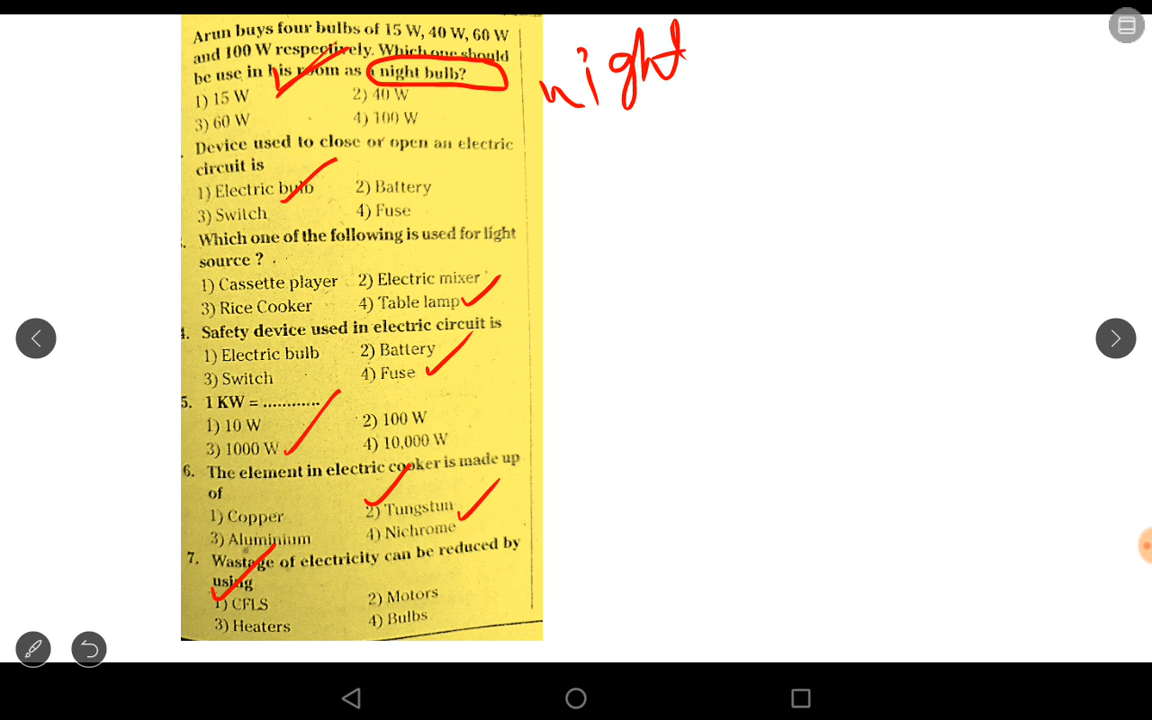 Arun buys four bulbs of 15 W, 40 W, 60 W
and 100 W respectively. Which one should
be use in his room as a night bulb?
1) 15 W 2) 40 W
3) 60 W 4) 100 W
night
Device used to close or open an electric
circuit is
1) Electric bulb 2) Battery
3) Switch 4) Fuse
Which one of the following is used for light
source ?
1) Cassette player 2) Electric mixer
3) Rice Cooker 4) Table lamp
4. Safety device used in electric circuit is
1) Electric bulb 2) Battery
3) Switch 4) Fuse
5. 1 KW = ............
1) 10 W 2) 100 W
3) 1000 W 4) 10,000 W
6. The element in electric cooker is made up
of
1) Copper 2) Tungstun
3) Aluminium 4) Nichrome
7. Wastage of electricity can be reduced by
using
1) CFLS 2) Motors
3) Heaters 4) Bulbs